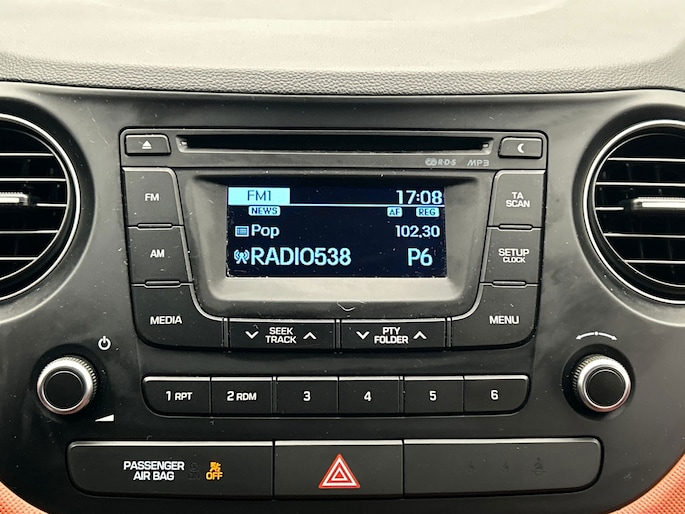 R·D·S MP3
FM1 17:08
NEWS AF REG
Pop 102.30
RADIO538 P6
FM
AM
MEDIA
TA
SCAN
SETUP
CLOCK
MENU
SEEK
TRACK
PTY
FOLDER
1 RPT 2 RDM 3 4 5 6
PASSENGER
AIR BAG
OFF